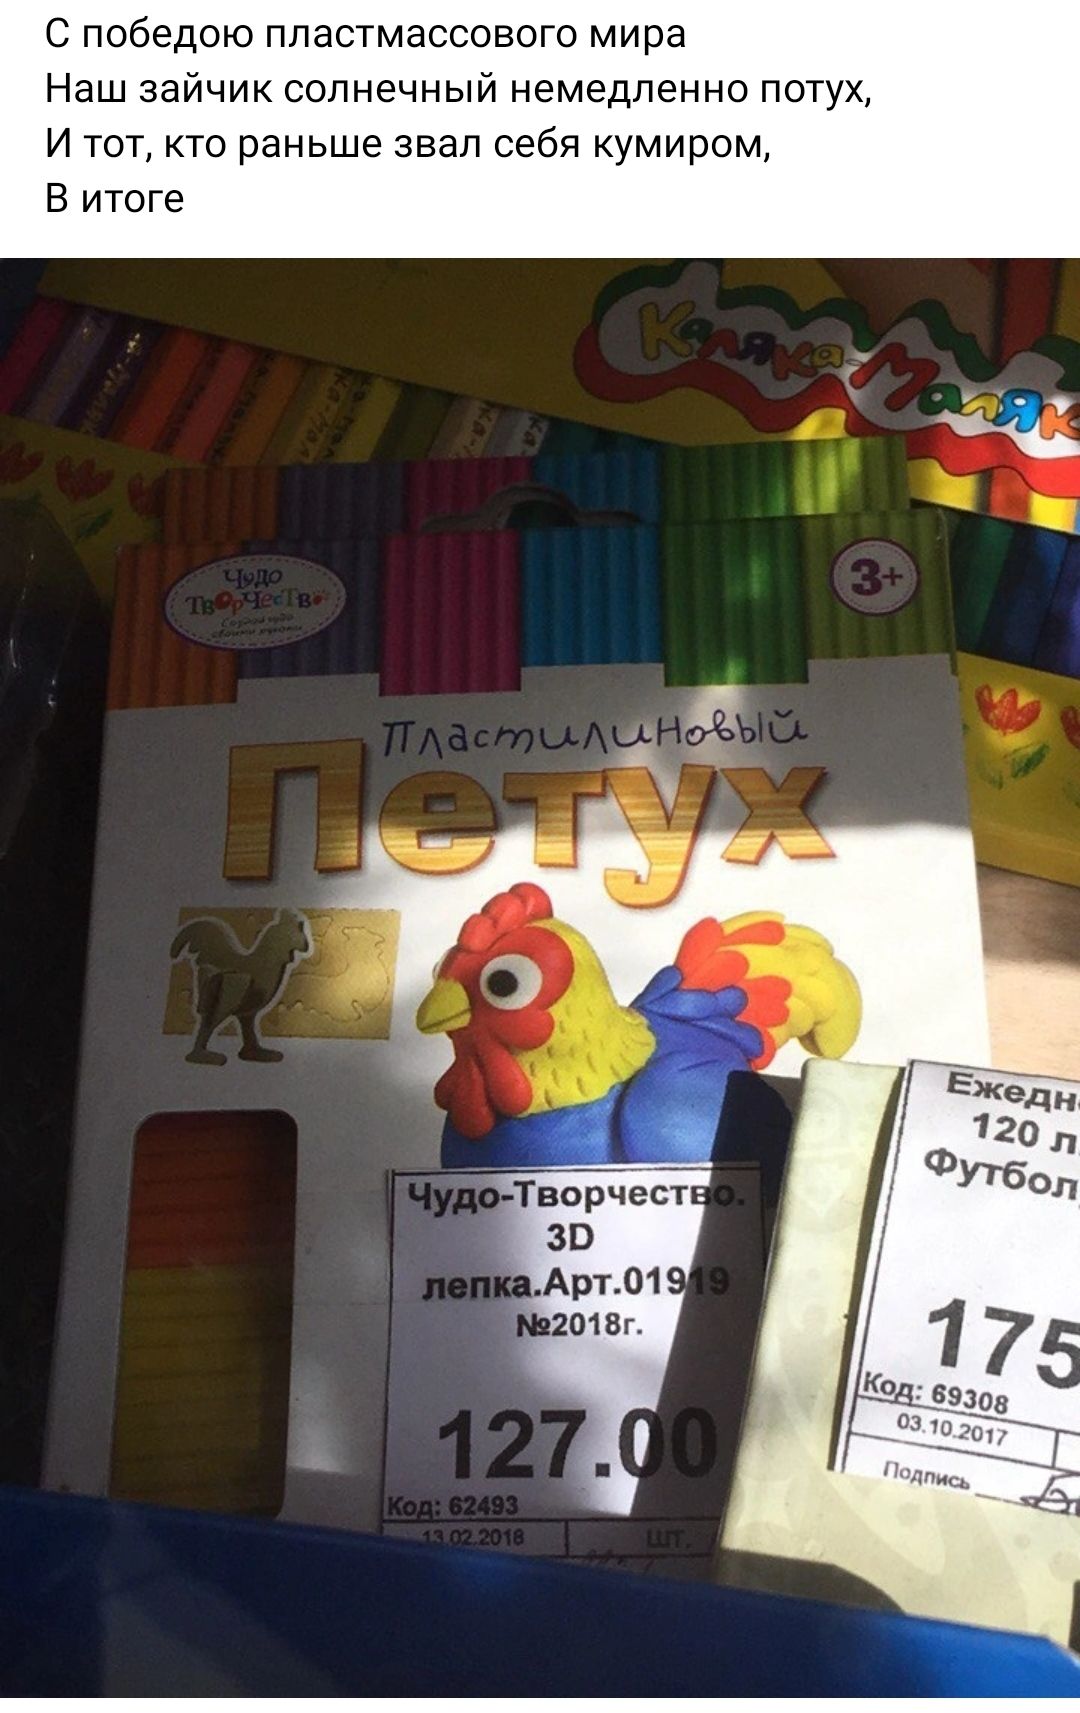 С победою пластмассового мира
Наш зайчик солнечный немедленно потух,
И тот, кто раньше звал себя кумиром,
В итоге
Каляка-Маляк
Чудо
Творчество
3+
Пластилиновый
Петух
Чудо-Творчество.
3D
лепка.Арт.01919
№2018г.
127.00
Код: 62493
13.02.2018 шт.
Ежедн
120 л.
Футбол
175
Код: 69308
03.10.2017
Подпись